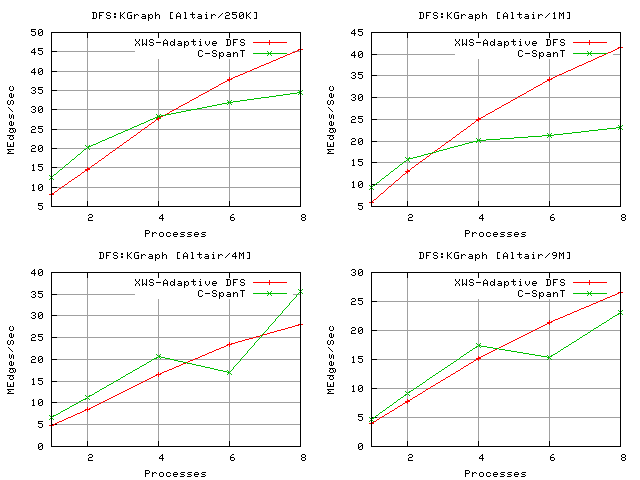 DFS:KGraph [Altair/250K]
50
45
40
35
30
25
20
15
10
5
MEdges/Sec
XWS-Adaptive DFS
C-SpanT
2 4 6 8
Processes
DFS:KGraph [Altair/1M]
45
40
35
30
25
20
15
10
5
MEdges/Sec
XWS-Adaptive DFS
C-SpanT
2 4 6 8
Processes
DFS:KGraph [Altair/4M]
40
35
30
25
20
15
10
5
0
MEdges/Sec
XWS-Adaptive DFS
C-SpanT
2 4 6 8
Processes
DFS:KGraph [Altair/9M]
30
25
20
15
10
5
0
MEdges/Sec
XWS-Adaptive DFS
C-SpanT
2 4 6 8
Processes